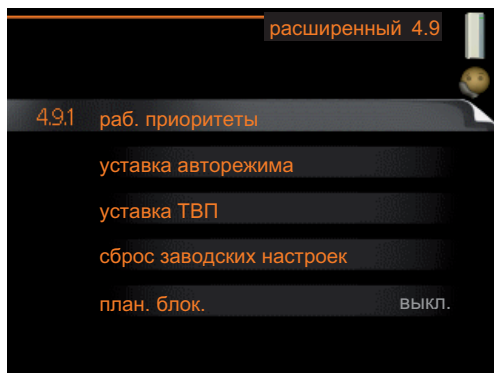 расширенный 4.9
4.9.1 раб. приоритеты
уставка авторежима
уставка ТВП
сброс заводских настроек
план. блок. выкл.